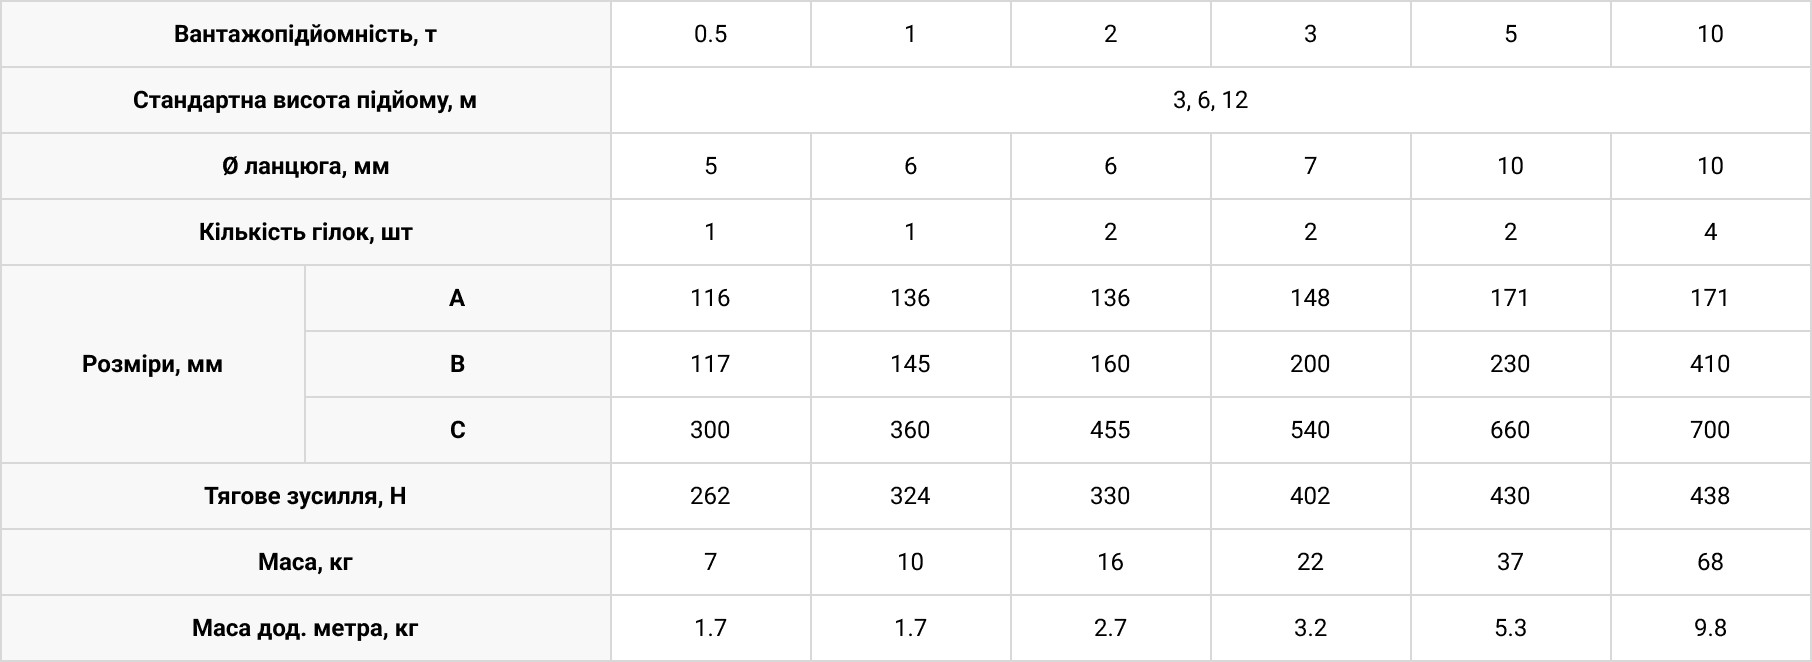 Вантажопідйомність, т 0.5 1 2 3 5 10
Стандартна висота підйому, м 3, 6, 12
Ø ланцюга, мм 5 6 6 7 10 10
Кількість гілок, шт 1 1 2 2 2 4
Розміри, мм
A 116 136 136 148 171 171
B 117 145 160 200 230 410
C 300 360 455 540 660 700
Тягове зусилля, Н 262 324 330 402 430 438
Маса, кг 7 10 16 22 37 68
Маса дод. метра, кг 1.7 1.7 2.7 3.2 5.3 9.8